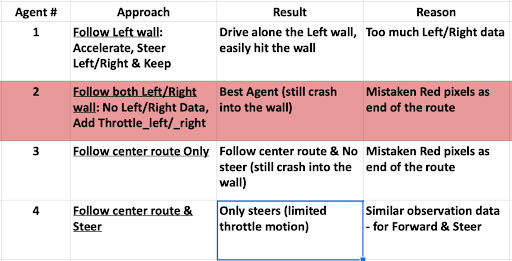 Agent # Approach Result Reason
1 Follow Left wall: Drive alone the Left wall, Too much Left/Right data
Accelerate, Steer easily hit the wall
Left/Right & Keep
2 Follow both Left/Right Best Agent (still crash Mistaken Red pixels as
wall: No Left/Right Data, into the wall) end of the route
Add Throttle_left/_right
3 Follow center route Only Follow center route & No Mistaken Red pixels as
steer (still crash into the end of the route
wall)
4 Follow center route & Only steers (limited Similar observation data
Steer throttle motion) - for Forward & Steer